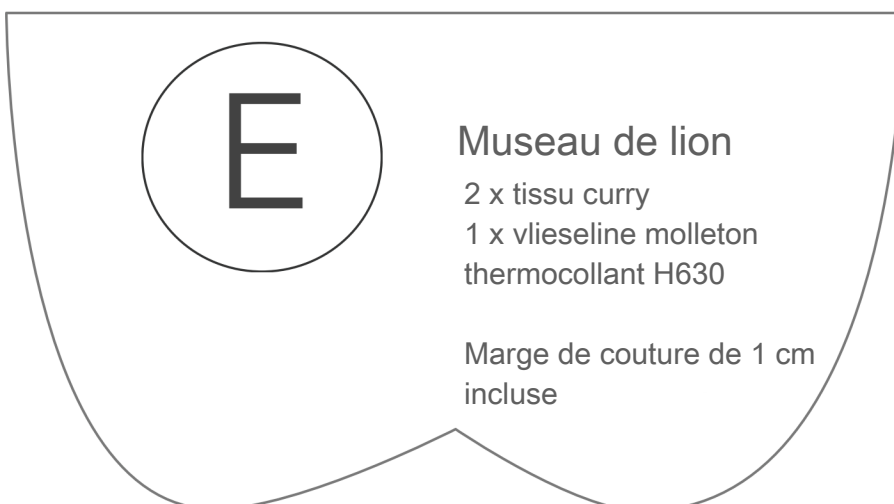 E
Museau de lion
2 x tissu curry
1 x vlieseline molleton
thermocollant H630
Marge de couture de 1 cm
incluse